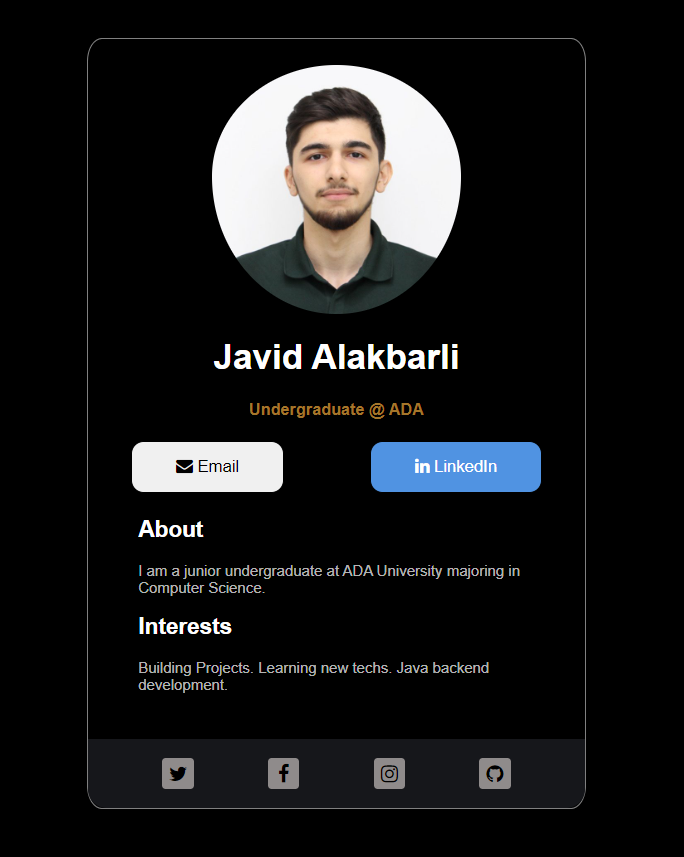 Javid Alakbarli
Undergraduate @ ADA
Email
LinkedIn
About
I am a junior undergraduate at ADA University majoring in
Computer Science.
Interests
Building Projects. Learning new techs. Java backend
development.